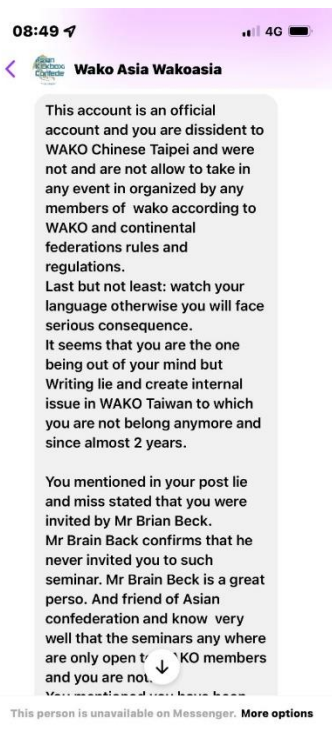 08:49
4G
Asian
Kickboxing
Confede
Wako Asia Wakoasia
This account is an official
account and you are dissident to
WAKO Chinese Taipei and were
not and are not allow to take in
any event in organized by any
members of wako according to
WAKO and continental
federations rules and
regulations.
Last but not least: watch your
language otherwise you will face
serious consequence.
It seems that you are the one
being out of your mind but
Writing lie and create internal
issue in WAKO Taiwan to which
you are not belong anymore and
since almost 2 years.
You mentioned in your post lie
and miss stated that you were
invited by Mr Brian Beck.
Mr Brain Back confirms that he
never invited you to such
seminar. Mr Brain Beck is a great
perso. And friend of Asian
confederation and know very
well that the seminars any where
are only open KO members
and you are not.
This person is unavailable on Messenger. More options